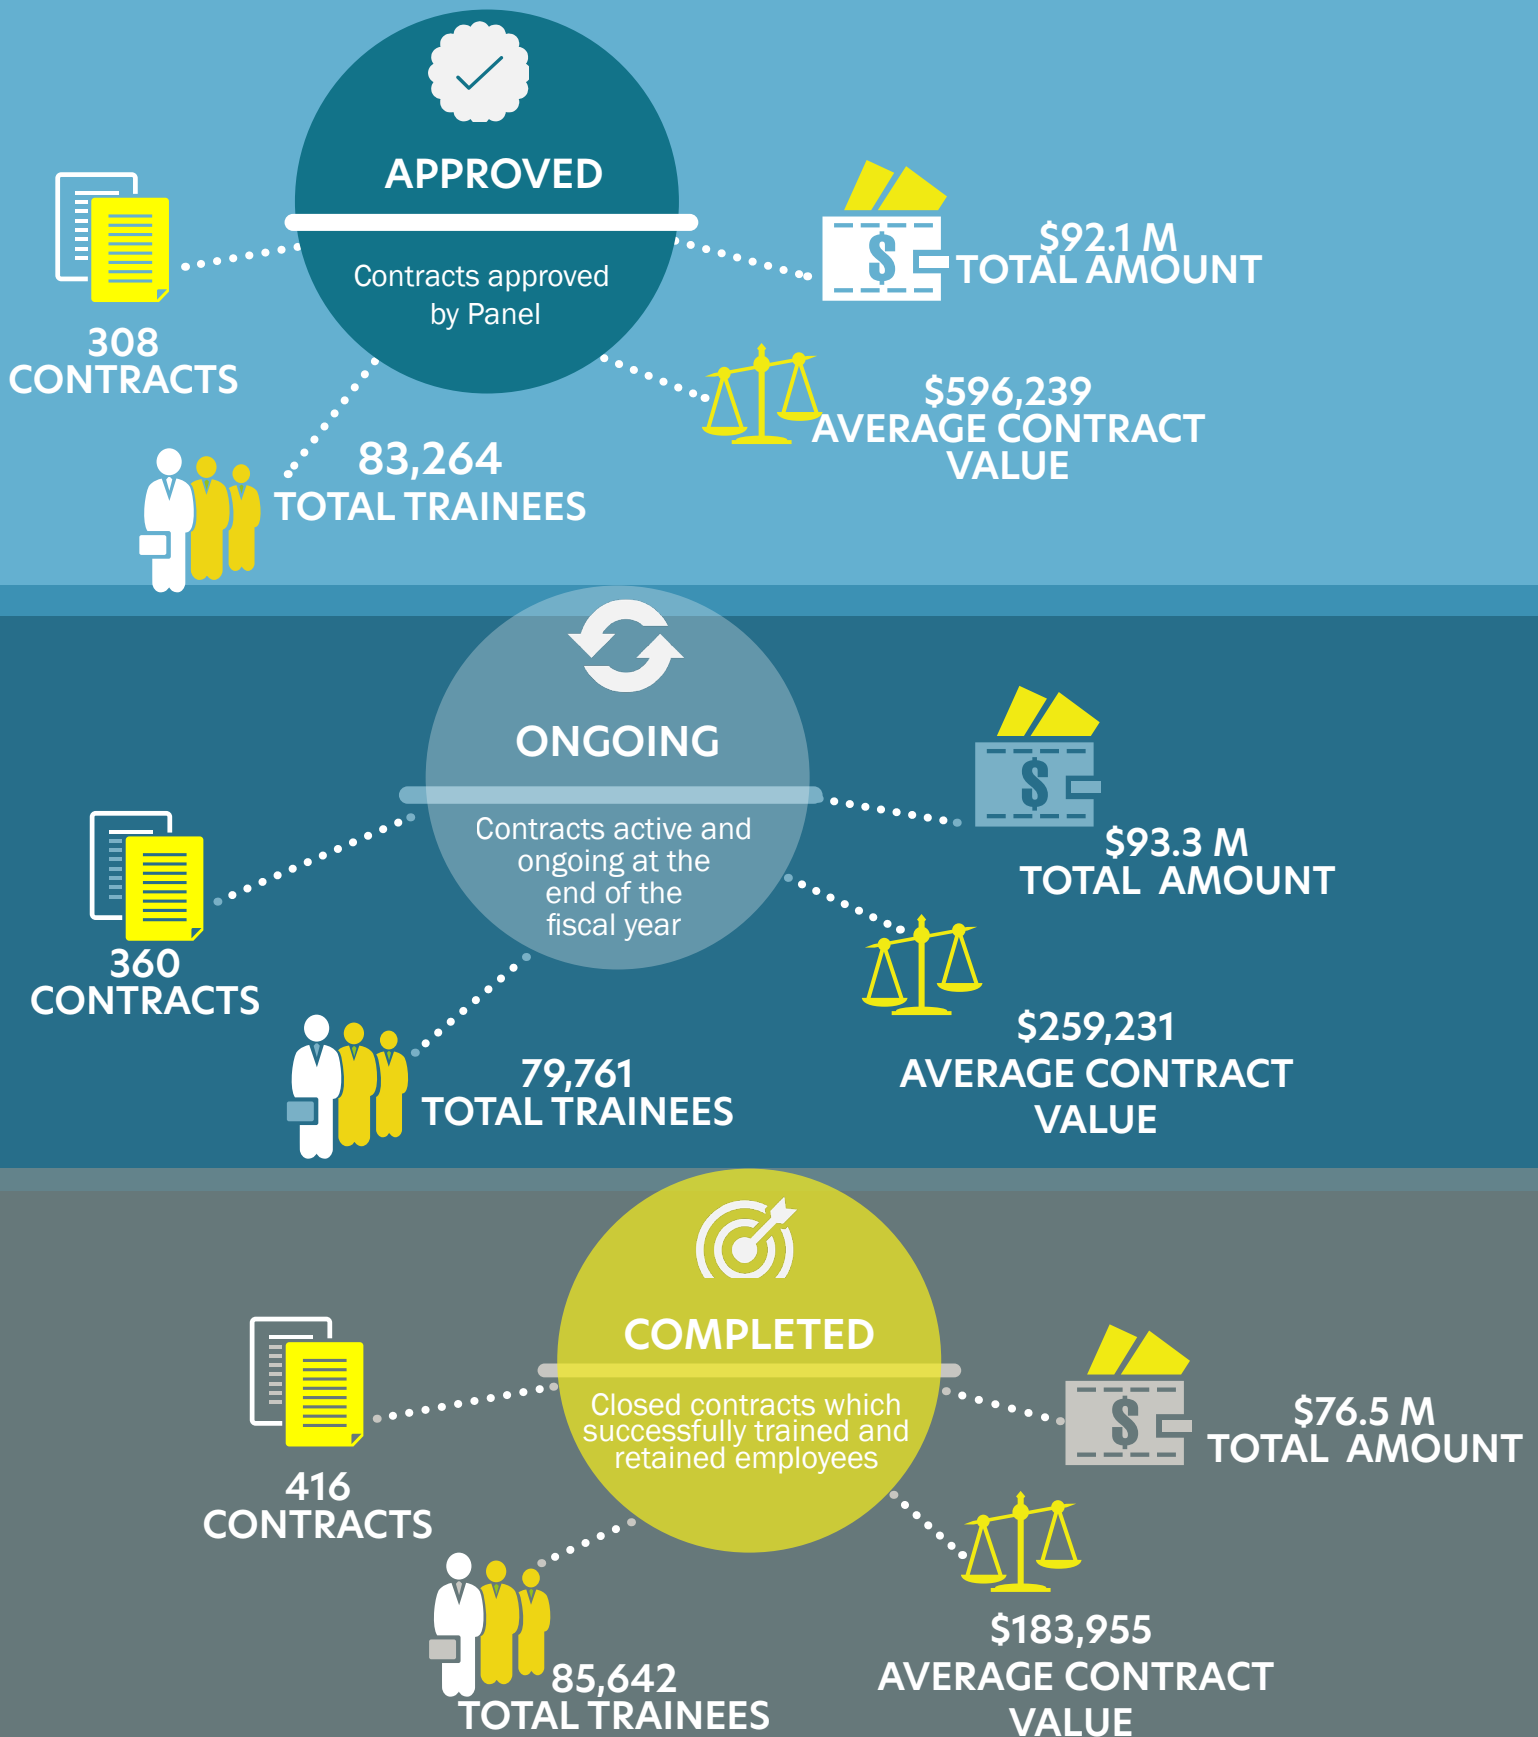 APPROVED
Contracts approved
by Panel
308
CONTRACTS
$92.1 M
TOTAL AMOUNT
$596,239
AVERAGE CONTRACT
VALUE
83,264
TOTAL TRAINEES
$
ONGOING
Contracts active and
ongoing at the
end of the
fiscal year
360
CONTRACTS
$
$93.3 M
TOTAL AMOUNT
$259,231
AVERAGE CONTRACT
VALUE
79,761
TOTAL TRAINEES
COMPLETED
Closed contracts which
successfully trained and
retained employees
416
CONTRACTS
$
$76.5 M
TOTAL AMOUNT
$183,955
AVERAGE CONTRACT
VALUE
85,642
TOTAL TRAINEES